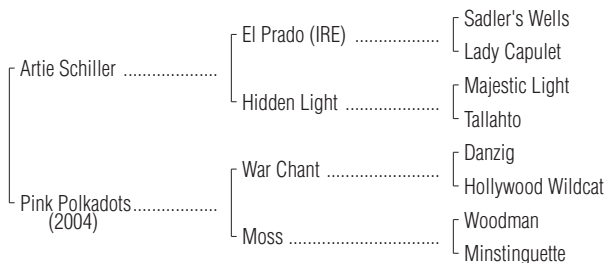 Sadler's Wells
El Prado (IRE) ..................
Lady Capulet
Artie Schiller ....................
Majestic Light
Hidden Light ....................
Tallahto
Danzig
War Chant ........................
Hollywood Wildcat
Pink Polkadots..................
(2004)
Woodman
Moss ................................
Minstinguette